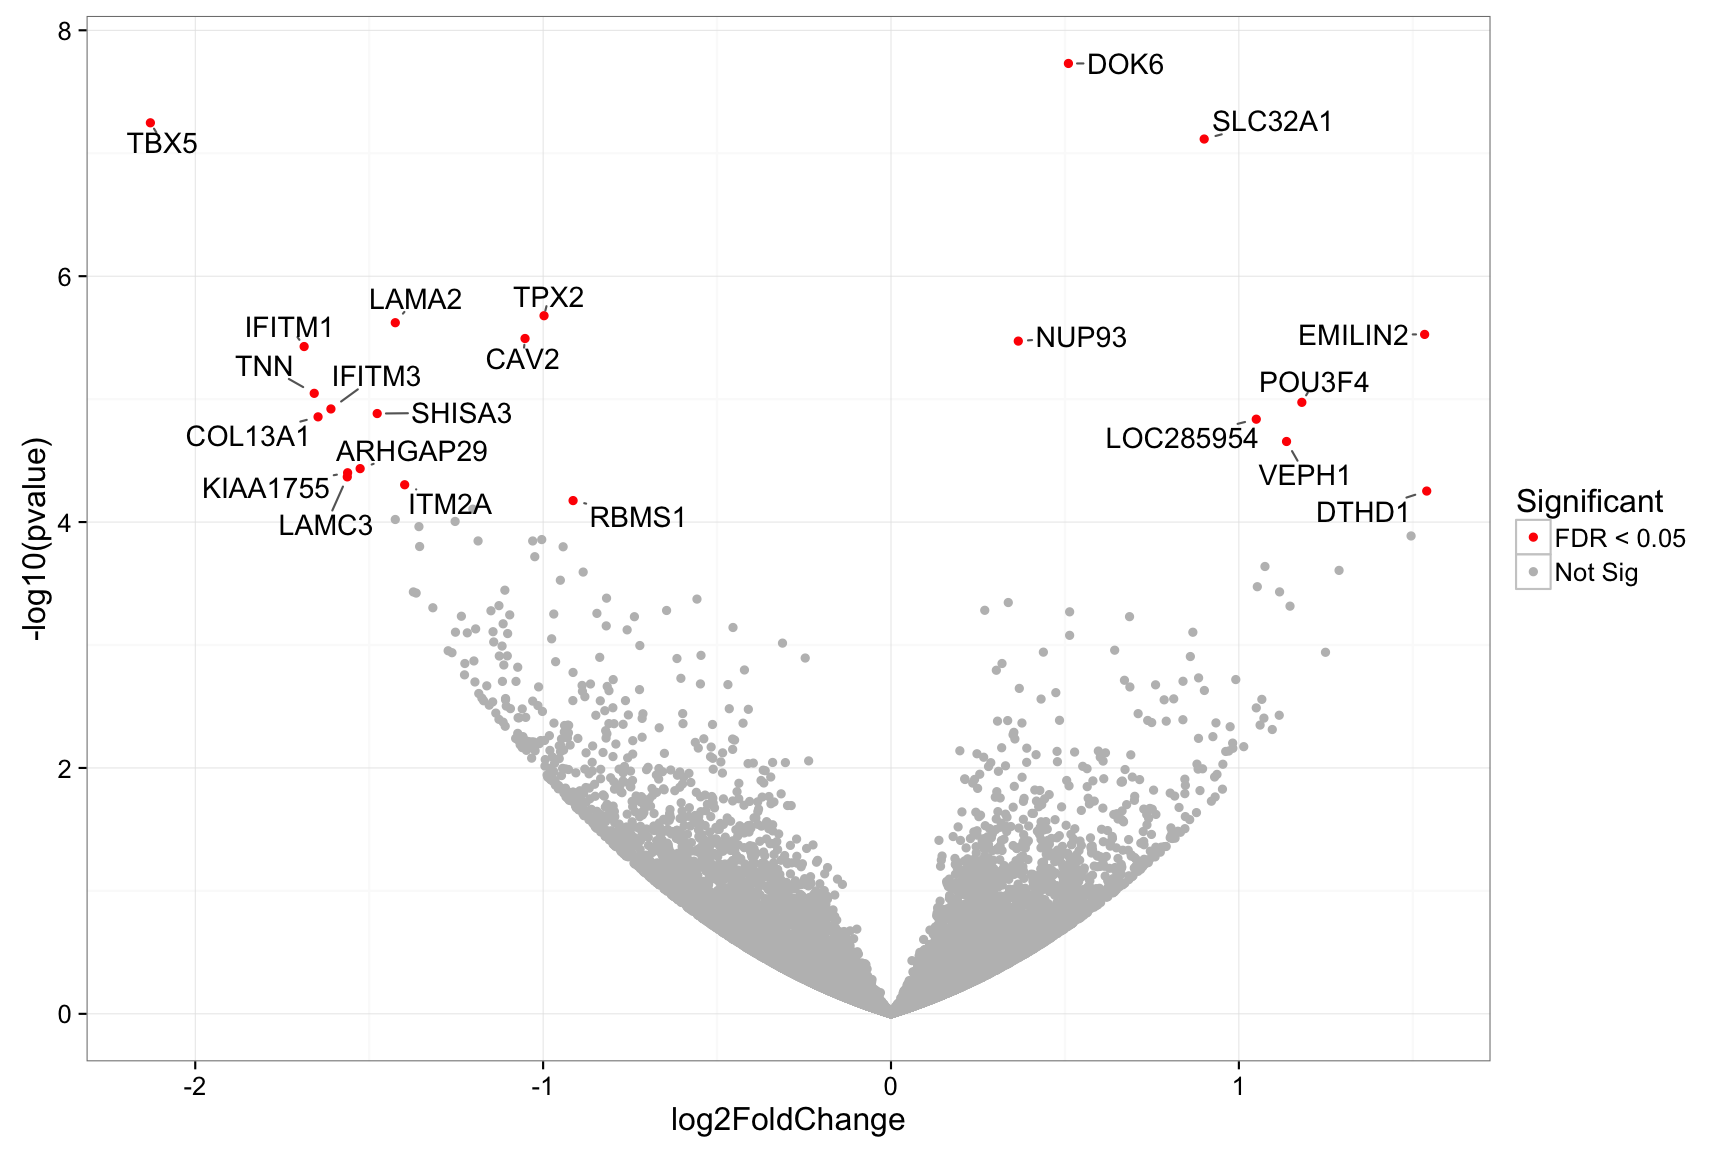 8
DOK6
SLC32A1
TBX5
6
TPX2
LAMA2
IFITM1
NUP93
EMILIN2
CAV2
TNN
IFITM3
POU3F4
SHISA3
COL13A1
LOC285954
ARHGAP29
VEPH1
KIAA1755
ITM2A
DTHD1
RBMS1
LAMC3
4
2
0
-log10(pvalue)
-2
-1
0
1
log2FoldChange
Significant
FDR < 0.05
Not Sig